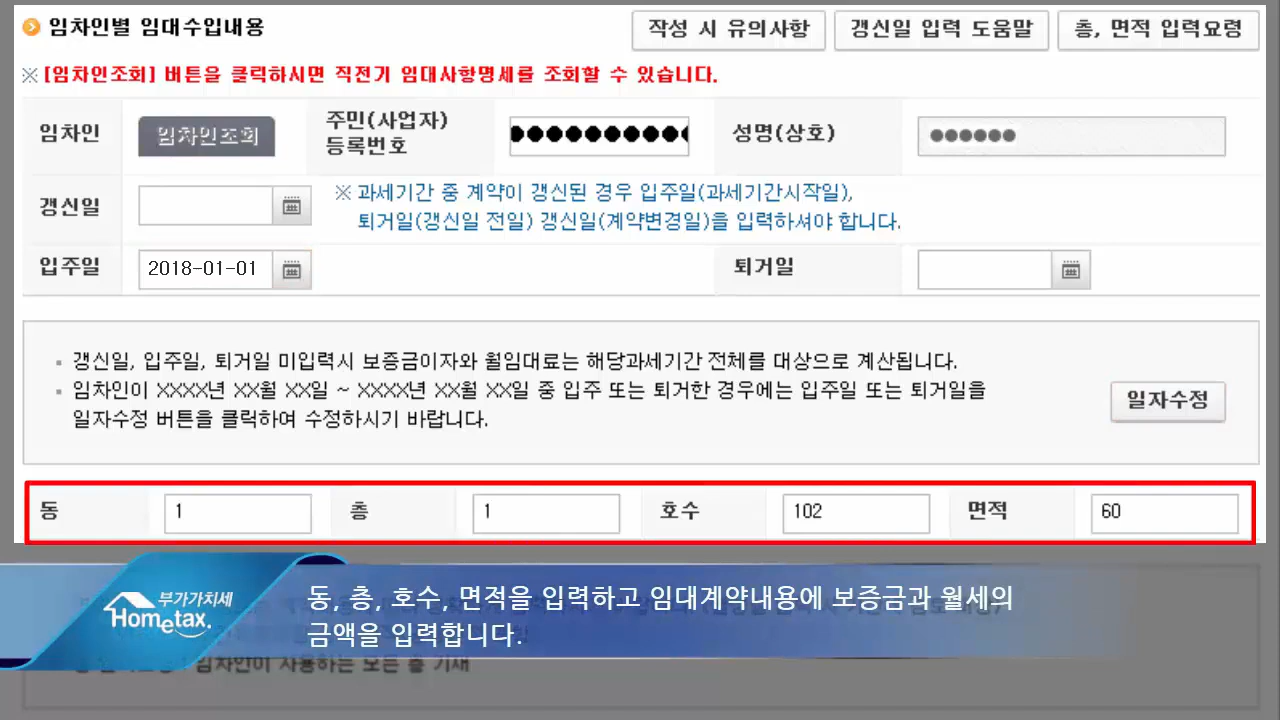 임차인별 임대수입내용
작성 시 유의사항
갱신일 입력 도움말
층, 면적 입력요령
※ [임차인조회] 버튼을 클릭하시면 직전기 임대사항명세를 조회할 수 있습니다.
임차인
임차인조회
주민(사업자)
등록번호
●●●●●●●●●●
성명(상호)
●●●●●●
갱신일
※ 과세기간 중 계약이 갱신된 경우 입주일(과세기간시작일),
퇴거일(갱신일 전일) 갱신일(계약변경일)을 입력하셔야 합니다.
입주일
2018-01-01
퇴거일
갱신일, 입주일, 퇴거일 미입력시 보증금이자와 월임대료는 해당과세기간 전체를 대상으로 계산됩니다.
임차인이 XXXX년 XX월 XX일 ~ XXXX년 XX월 XX일 중 입주 또는 퇴거한 경우에는 입주일 또는 퇴거일을
일자수정 버튼을 클릭하여 수정하시기 바랍니다.
일자수정
동 1 층 1 호수 102 면적 60
부가가치세
Hometax.
동, 층, 호수, 면적을 입력하고 임대계약내용에 보증금과 월세의
금액을 입력합니다.
임차인이 사용하는 모든 층 기재